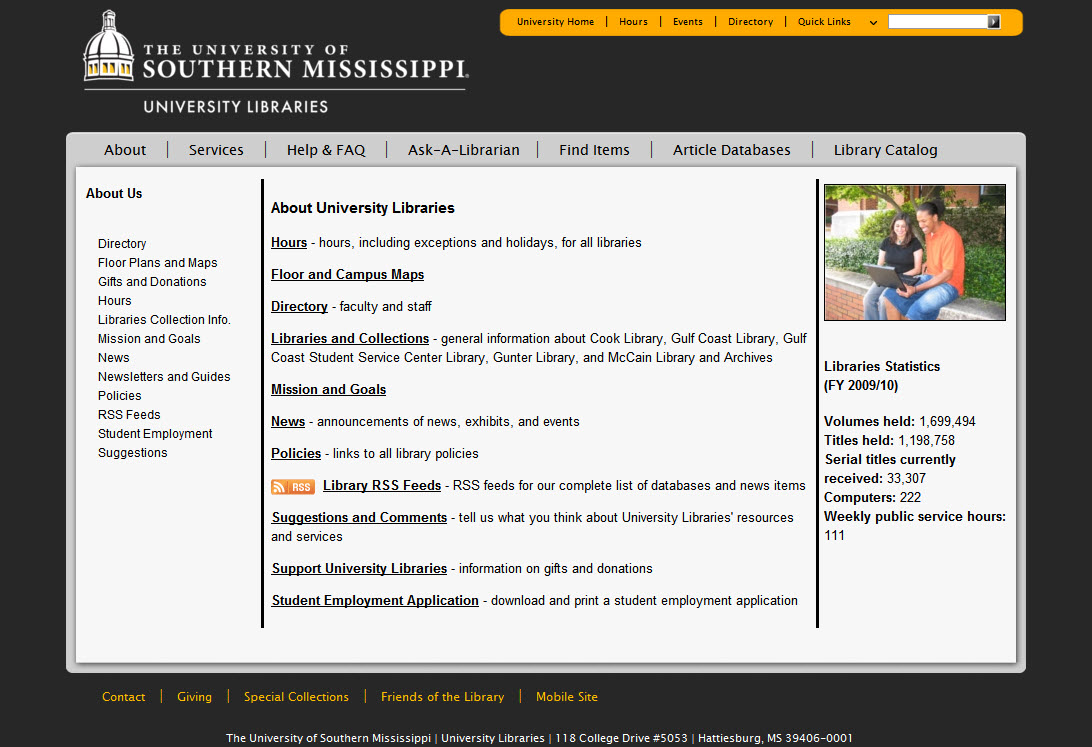 THE UNIVERSITY OF
SOUTHERN MISSISSIPPI.
UNIVERSITY LIBRARIES
University Home | Hours | Events | Directory | Quick Links
About | Services | Help & FAQ | Ask-A-Librarian | Find Items | Article Databases | Library Catalog
About Us
Directory
Floor Plans and Maps
Gifts and Donations
Hours
Libraries Collection Info.
Mission and Goals
News
Newsletters and Guides
Policies
RSS Feeds
Student Employment
Suggestions
About University Libraries
Hours - hours, including exceptions and holidays, for all libraries
Floor and Campus Maps
Directory - faculty and staff
Libraries and Collections - general information about Cook Library, Gulf Coast Library, Gulf
Coast Student Service Center Library, Gunter Library, and McCain Library and Archives
Mission and Goals
News - announcements of news, exhibits, and events
Policies - links to all library policies
RSS Library RSS Feeds - RSS feeds for our complete list of databases and news items
Suggestions and Comments - tell us what you think about University Libraries' resources
and services
Support University Libraries - information on gifts and donations
Student Employment Application - download and print a student employment application
Libraries Statistics
(FY 2009/10)
Volumes held: 1,699,494
Titles held: 1,198,758
Serial titles currently
received: 33,307
Computers: 222
Weekly public service hours:
111
Contact | Giving | Special Collections | Friends of the Library | Mobile Site
The University of Southern Mississippi | University Libraries | 118 College Drive #5053 | Hattiesburg, MS 39406-0001